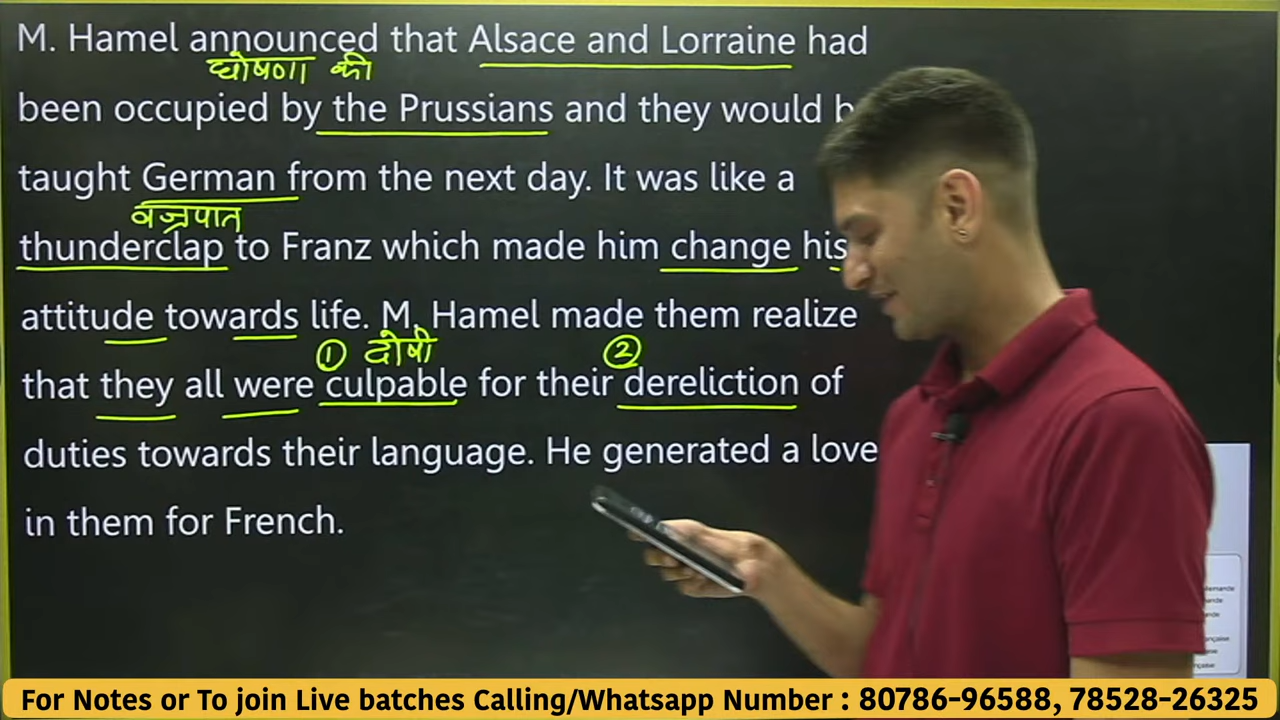 M. Hamel announced that Alsace and Lorraine had
घोषणा की
been occupied by the Prussians and they would b
taught German from the next day. It was like a
वज्रपात
thunderclap to Franz which made him change his
attitude towards life. M. Hamel made them realize
① दोषी ②
that they all were culpable for their dereliction of
duties towards their language. He generated a love
in them for French.
For Notes or To join Live batches Calling/Whatsapp Number : 80786-96588, 78528-26325